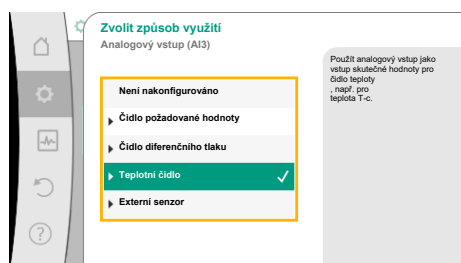 Zvolit způsob využití
Analogový vstup (AI3)
Není nakonfigurováno
Čidlo požadované hodnoty
Čidlo diferenčního tlaku
Teplotní čidlo
Externí senzor
Použít analogový vstup jako
vstup skutečné hodnoty pro
čidlo teploty
, např. pro
teplota T-c.